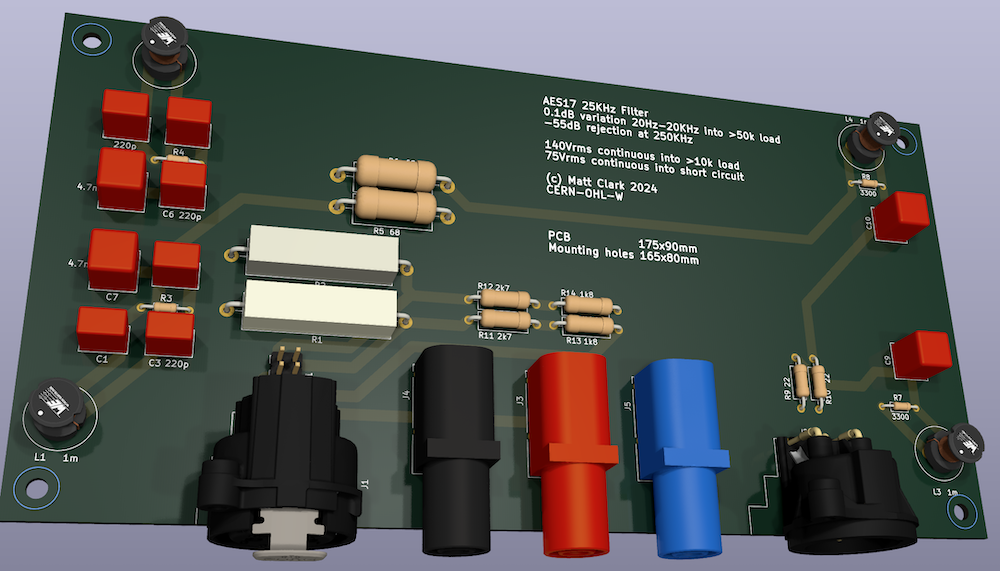 AES17 25KHz Filter
0.1dB variation 20Hz-20KHz into >50k load
-55dB rejection at 250KHz
140Vrms continuous into >10k load
75Vrms continuous into short circuit
(c) Matt Clark 2024
CERN-OHL-W
PCB 175x90mm
Mounting holes 165x80mm
L4 1m
220p
R4
4.7n
C6 220p
R5 68
R8
3300
C10
4.7n
C7
R3
R12 2k7
R14 1k8
R11 2k7
R13 1k8
R1
C1
C3 220p
C9
R9 22
R10 22
R7
3300
J4
J3
J5
J1
L1 1m
L3 1m